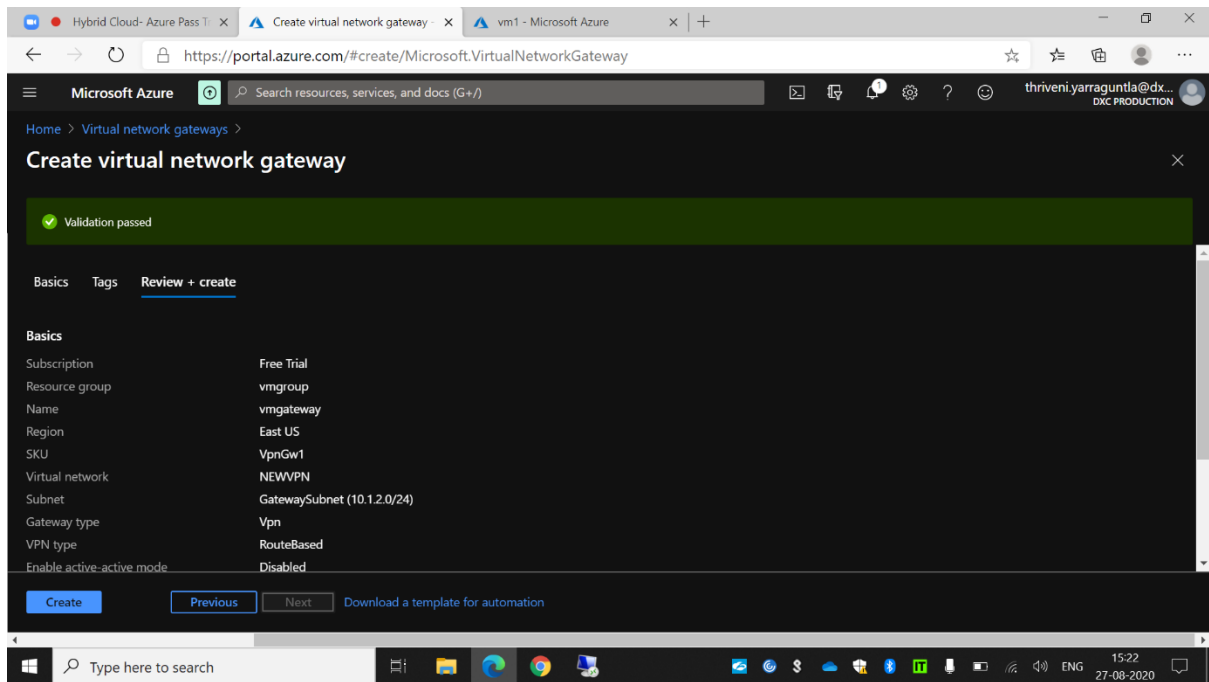 Hybrid Cloud- Azure Pass T
Create virtual network gateway -
vm1 - Microsoft Azure
https://portal.azure.com/#create/Microsoft.VirtualNetworkGateway
Microsoft Azure
Search resources, services, and docs (G+/)
1
thriveni.yarraguntla@dx...
DXC PRODUCTION
Home > Virtual network gateways >
Create virtual network gateway
Validation passed
Basics Tags Review + create
Basics
Subscription Free Trial
Resource group vmgroup
Name vmgateway
Region East US
SKU VpnGw1
Virtual network NEWVPN
Subnet GatewaySubnet (10.1.2.0/24)
Gateway type Vpn
VPN type RouteBased
Enable active-active mode Disabled
Create Previous Next Download a template for automation
Type here to search
ENG
15:22
27-08-2020